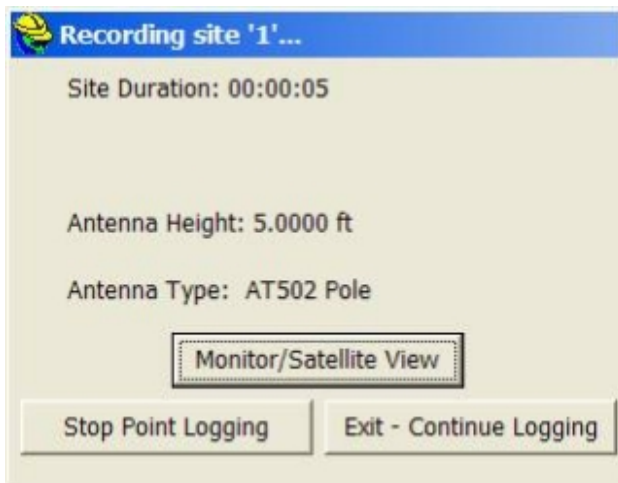 Recording site '1'...
Site Duration: 00:00:05
Antenna Height: 5.0000 ft
Antenna Type: AT502 Pole
Monitor/Satellite View
Stop Point Logging Exit - Continue Logging